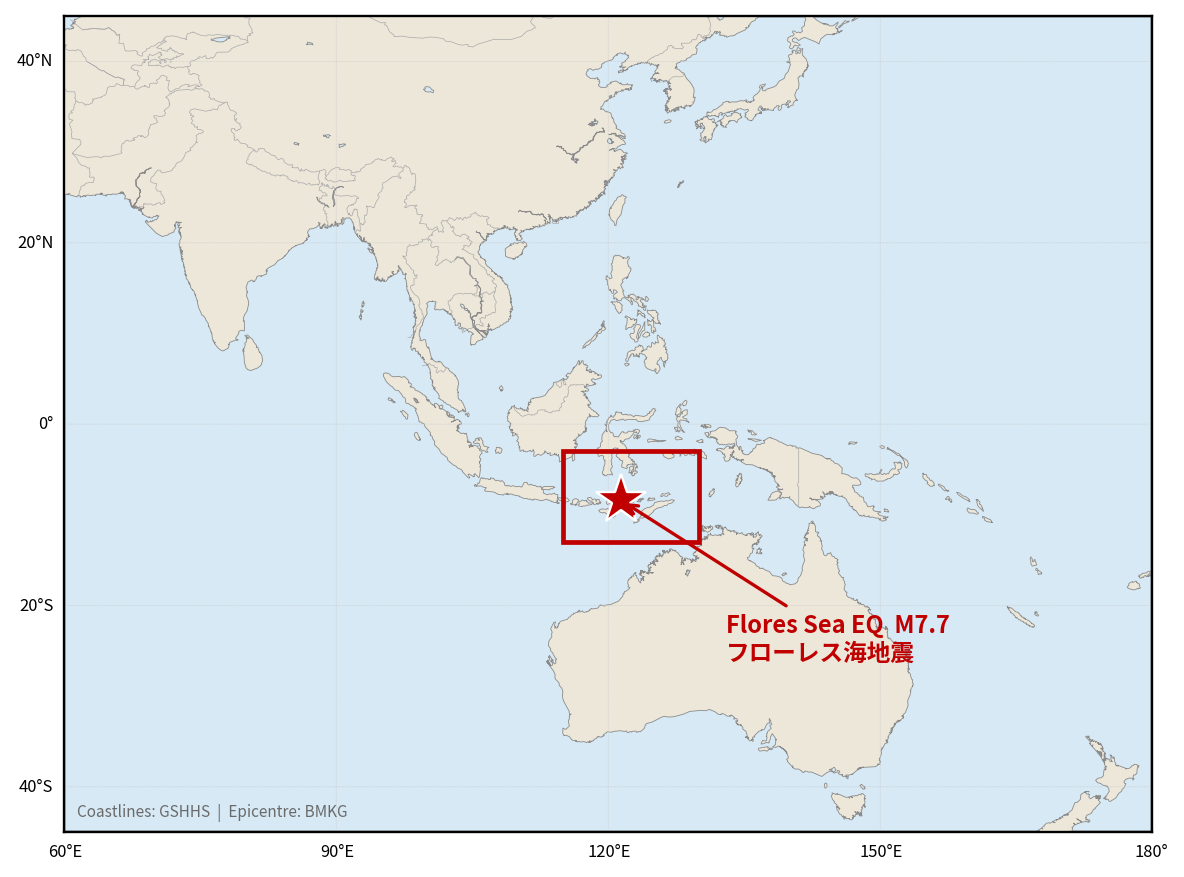 40°N
20°N
0°
20°S
40°S
Flores Sea EQ  M7.7
フローレス海地震
Coastlines: GSHHS | Epicentre: BMKG
60°E
90°E
120°E
150°E
180°